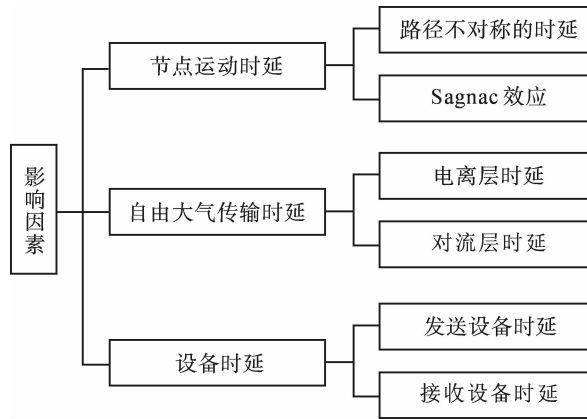 影响因素
节点运动时延
路径不对称的时延
Sagnac 效应
自由大气传输时延
电离层时延
对流层时延
设备时延
发送设备时延
接收设备时延